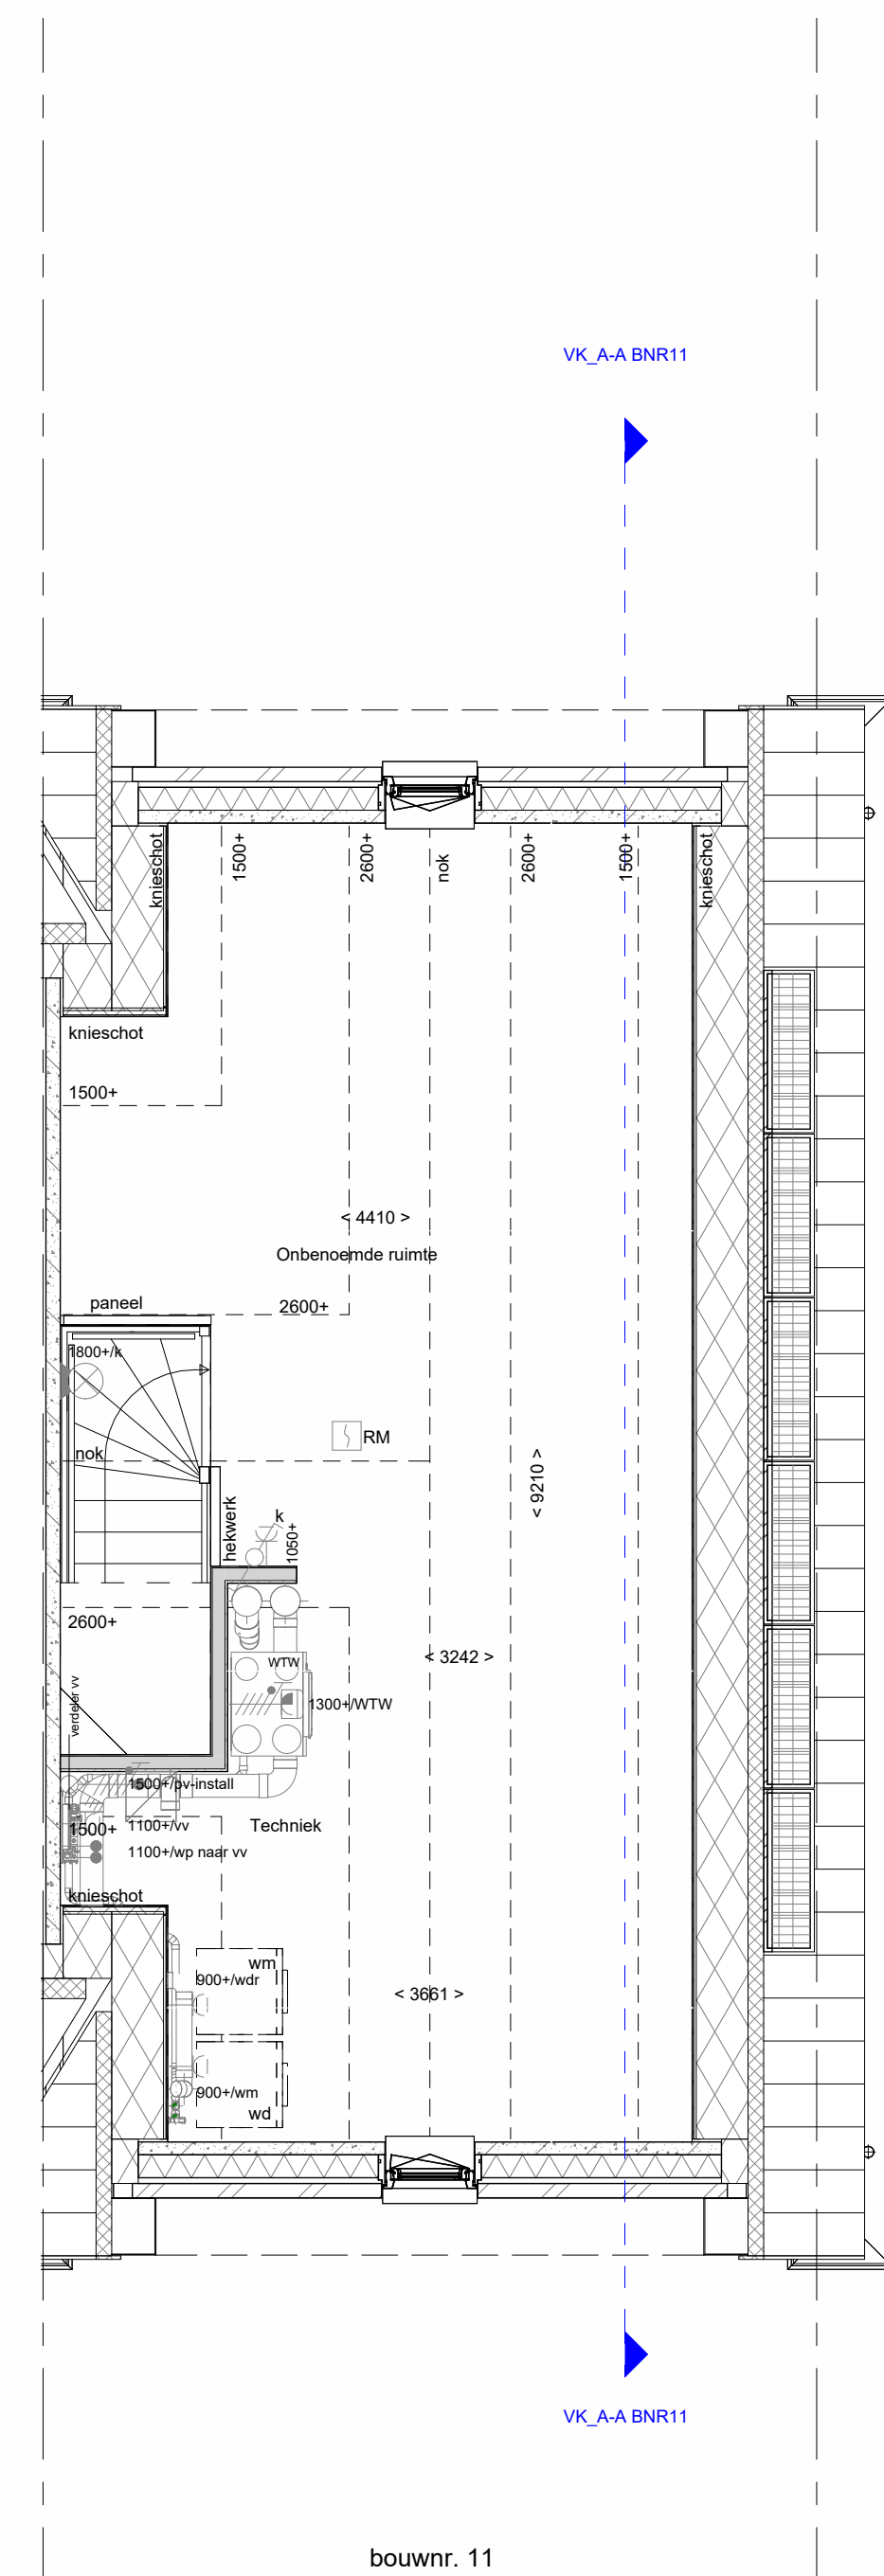 VK_A-A BNR11
knieschot
1500+
2600+
nok
2600+
1500+
knieschot
knieschot
1500+
< 4410 >
Onbenoemde ruimte
paneel
2600+
1800+/k
RM
nok
< 9210 >
hekwerk
k
1050+
2600+
< 3242 >
WTW
verdeler vv
1300+/WTW
1500+/pv-install
1500+
1100+/vv
Techniek
1100+/wp naar vv
knieschot
wm
900+/wdr
< 3661 >
900+/wm
wd
VK_A-A BNR11
bouwnr. 11